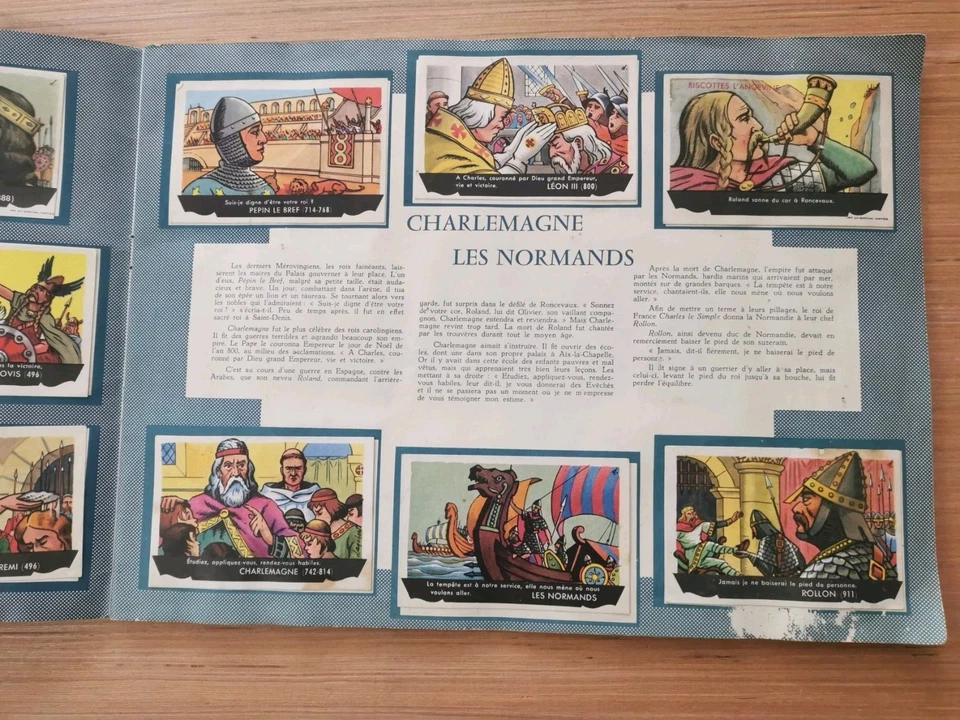 888)
s la victoire,
OVIS (496)
REMI (496)
Suis-je digne d'être votre roi ?
PEPIN LE BREF (714-768)
A Charles, couronné par Dieu grand Empereur,
vie et victoire.
LÉON III (800)
BISCOTTES L'ANGEVINE
Roland sonne du cor à Roncevaux.
CHARLEMAGNE
LES NORMANDS
Les derniers Mérovingiens, les rois fainéants, lais-
sèrent les maires du Palais gouverner à leur place. L'un
d'eux, Pépin le Bref, malgré sa petite taille, était auda-
cieux et brave. Un jour, combattant dans l'arène, il tua
de son épée un lion et un taureau. Se tournant alors vers
les nobles qui l'admiraient : « Suis-je digne d'être votre
roi ? » s'écria-t-il. Peu de temps après, il fut en effet
sacré roi à Saint-Denis.
Charlemagne fut le plus célèbre des rois carolingiens.
Il fit des guerres terribles et agrandit beaucoup son em-
pire. Le Pape le couronna Empereur le jour de Noël de
l'an 800, au milieu des acclamations. « A Charles, cou-
ronné par Dieu grand Empereur, vie et victoire. »
C'est au cours d'une guerre en Espagne, contre les
Arabes, que son neveu Roland, commandant l'arrière-
garde, fut surpris dans le défilé de Roncevaux. « Sonnez
de votre cor, Roland, lui dit Olivier, son vaillant compa-
gnon, Charlemagne entendra et reviendra. » Mais Charle-
magne revint trop tard. La mort de Roland fut chantée
par les trouvères durant tout le moyen âge.
Charlemagne aimait s'instruire. Il fit ouvrir des éco-
les, dont une dans son propre palais à Aix-la-Chapelle.
Or il y avait dans cette école des enfants pauvres et mal
vêtus, mais qui apprenaient très bien leurs leçons. Les
mettant à sa droite : « Etudiez, appliquez-vous, rendez-
vous habiles, leur dit-il, je vous donnerai des Evêchés
et il ne se passera pas un moment où je ne m'empresse
de vous témoigner mon estime. »
Après la mort de Charlemagne, l'empire fut attaqué
par les Normands, hardis marins qui arrivaient par mer,
montés sur de grandes barques. « La tempête est à notre
service, chantaient-ils, elle nous mène où nous voulons
aller. »
Afin de mettre un terme à leurs pillages, le roi de
France Charles le Simple donna la Normandie à leur chef
Rollon.
Rollon, ainsi devenu duc de Normandie, devait en
remerciement baiser le pied de son suzerain.
« Jamais, dit-il fièrement, je ne baiserai le pied de
personne. »
Il fit signe à un guerrier d'y aller à sa place, mais
celui-ci, levant le pied du roi jusqu'à sa bouche, lui fit
perdre l'équilibre.
Étudiez, appliquez-vous, rendez-vous habiles.
CHARLEMAGNE (742-814)
La tempête est à notre service, elle nous mène où nous
voulons aller.
LES NORMANDS
Jamais je ne baiserai le pied de personne.
ROLLON (911)